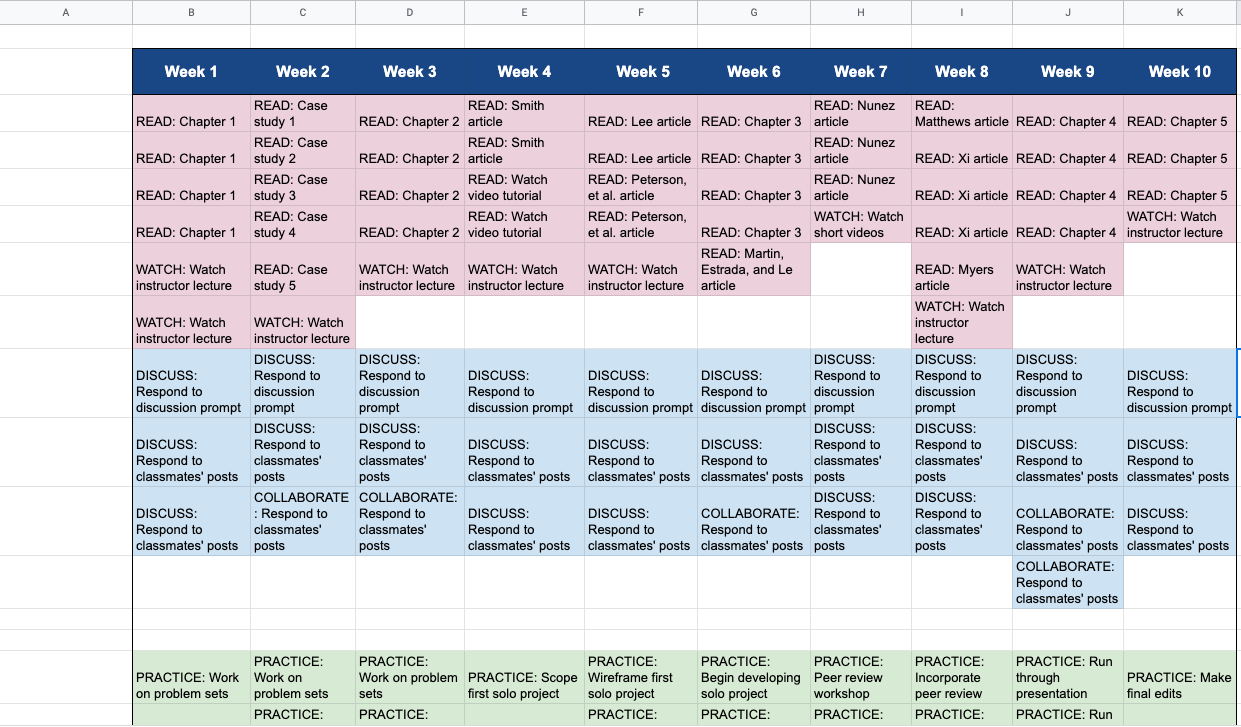 A B C D E F G H I J K
Week 1 Week 2 Week 3 Week 4 Week 5 Week 6 Week 7 Week 8 Week 9 Week 10
READ: Chapter 1
READ: Case
study 1
READ: Chapter 2
READ: Smith
article
READ: Lee article
READ: Chapter 3
READ: Nunez
article
READ:
Matthews article
READ: Chapter 4
READ: Chapter 5
READ: Chapter 1
READ: Case
study 2
READ: Chapter 2
READ: Smith
article
READ: Lee article
READ: Chapter 3
READ: Nunez
article
READ: Xi article
READ: Chapter 4
READ: Chapter 5
READ: Chapter 1
READ: Case
study 3
READ: Chapter 2
READ: Watch
video tutorial
READ: Peterson,
et al. article
READ: Chapter 3
READ: Nunez
article
READ: Xi article
READ: Chapter 4
READ: Chapter 5
READ: Chapter 1
READ: Case
study 4
READ: Chapter 2
READ: Watch
video tutorial
READ: Peterson,
et al. article
READ: Chapter 3
WATCH: Watch
short videos
READ: Xi article
READ: Chapter 4
WATCH: Watch
instructor lecture
WATCH: Watch
instructor lecture
READ: Case
study 5
WATCH: Watch
instructor lecture
WATCH: Watch
instructor lecture
WATCH: Watch
instructor lecture
READ: Martin,
Estrada, and Le
article
READ: Myers
article
WATCH: Watch
instructor lecture
WATCH: Watch
instructor lecture
WATCH: Watch
instructor lecture
WATCH: Watch
instructor
lecture
DISCUSS:
Respond to
discussion prompt
DISCUSS:
Respond to
discussion
prompt
DISCUSS:
Respond to
discussion
prompt
DISCUSS:
Respond to
discussion prompt
DISCUSS:
Respond to
discussion prompt
DISCUSS:
Respond to
discussion prompt
DISCUSS:
Respond to
discussion
prompt
DISCUSS:
Respond to
discussion
prompt
DISCUSS:
Respond to
discussion
prompt
DISCUSS:
Respond to
discussion prompt
DISCUSS:
Respond to
classmates' posts
DISCUSS:
Respond to
classmates'
posts
DISCUSS:
Respond to
classmates'
posts
DISCUSS:
Respond to
classmates' posts
DISCUSS:
Respond to
classmates' posts
DISCUSS:
Respond to
classmates' posts
DISCUSS:
Respond to
classmates'
posts
DISCUSS:
Respond to
classmates'
posts
DISCUSS:
Respond to
classmates' posts
DISCUSS:
Respond to
classmates' posts
DISCUSS:
Respond to
classmates' posts
COLLABORATE
: Respond to
classmates'
posts
COLLABORATE:
Respond to
classmates'
posts
DISCUSS:
Respond to
classmates' posts
DISCUSS:
Respond to
classmates' posts
COLLABORATE:
Respond to
classmates' posts
DISCUSS:
Respond to
classmates'
posts
DISCUSS:
Respond to
classmates'
posts
COLLABORATE:
Respond to
classmates' posts
DISCUSS:
Respond to
classmates' posts
COLLABORATE:
Respond to
classmates' posts
PRACTICE: Work
on problem sets
PRACTICE:
Work on
problem sets
PRACTICE:
Work on problem
sets
PRACTICE: Scope
first solo project
PRACTICE:
Wireframe first
solo project
PRACTICE:
Begin developing
solo project
PRACTICE:
Peer review
workshop
PRACTICE:
Incorporate
peer review
PRACTICE: Run
through
presentation
PRACTICE: Make
final edits
PRACTICE:
PRACTICE:
PRACTICE:
PRACTICE:
PRACTICE:
PRACTICE:
PRACTICE: Run